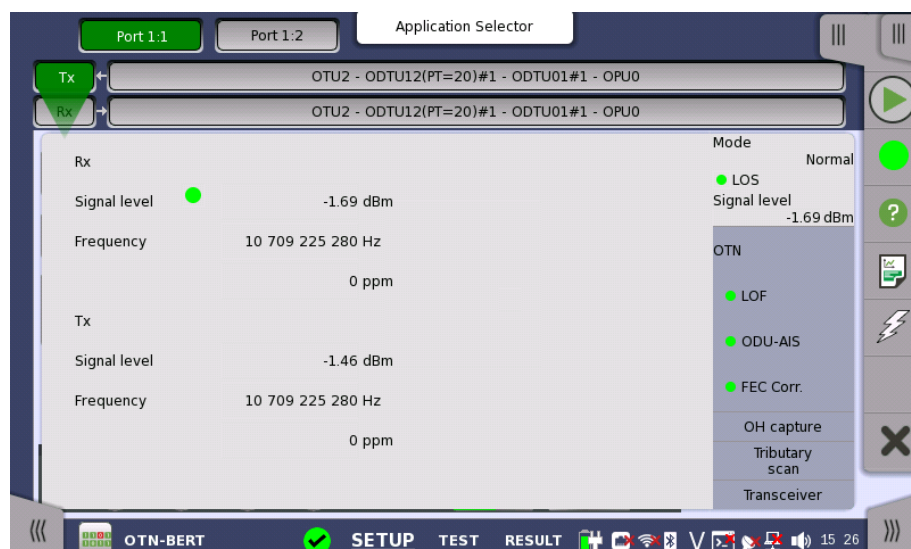 Port 1:1 Port 1:2 Application Selector
Tx OTU2 - ODTU12(PT=20)#1 - ODTU01#1 - OPU0
Rx OTU2 - ODTU12(PT=20)#1 - ODTU01#1 - OPU0
Rx
Signal level -1.69 dBm
Frequency 10 709 225 280 Hz
0 ppm
Tx
Signal level -1.46 dBm
Frequency 10 709 225 280 Hz
0 ppm
Mode
Normal
LOS
Signal level
-1.69 dBm
OTN
LOF
ODU-AIS
FEC Corr.
OH capture
Tributary
scan
Transceiver
OTN-BERT SETUP TEST RESULT V 15 26